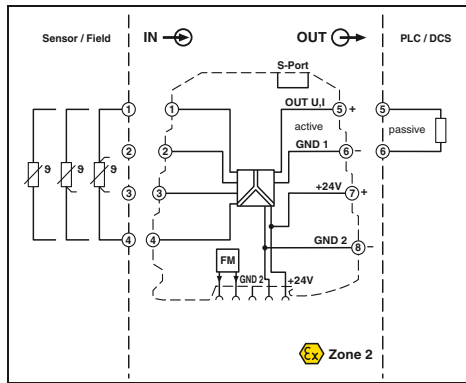 Sensor / Field
IN
OUT
PLC / DCS
S-Port
1
1
OUT U,I
5 +
5
active
passive
2
2
GND 1
6 −
6
ϑ
ϑ
ϑ
3
3
+24V
7 +
4
4
GND 2
8 −
FM
GND 2
+24V
Ex
Zone 2